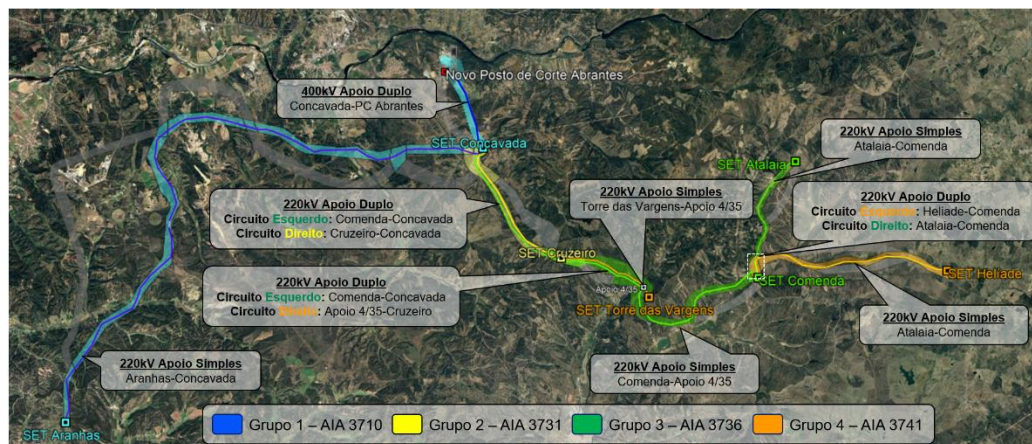 Novo Posto de Corte Abrantes
400kV Apoio Duplo
Concavada-PC Abrantes
SET Concavada
220kV Apoio Simples
Atalaia-Comenda
SET Atalaia
220kV Apoio Simples
Torre das Vargens-Apoio 4/35
220kV Apoio Duplo
Circuito Esquerdo: Heliade-Comenda
Circuito Direito: Atalaia-Comenda
220kV Apoio Duplo
Circuito Esquerdo: Comenda-Concavada
Circuito Direito: Cruzeiro-Concavada
SET Cruzeiro
220kV Apoio Duplo
Circuito Esquerdo: Comenda-Concavada
Circuito Direito: Apoio 4/35-Cruzeiro
Apoio 4/35
SET Torre das Vargens
SET Comenda
SET Heliade
220kV Apoio Simples
Atalaia-Comenda
220kV Apoio Simples
Aranhas-Concavada
220kV Apoio Simples
Comenda-Apoio 4/35
SET Aranhas
Grupo 1 – AIA 3710
Grupo 2 – AIA 3731
Grupo 3 – AIA 3736
Grupo 4 – AIA 3741